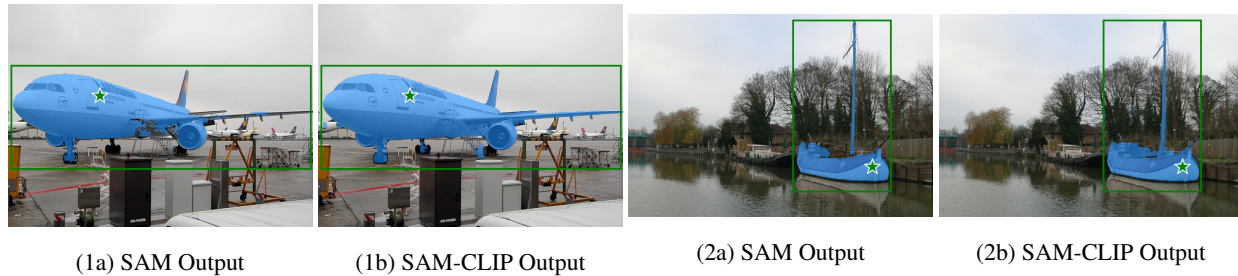 (1a) SAM Output
(1b) SAM-CLIP Output
(2a) SAM Output
(2b) SAM-CLIP Output